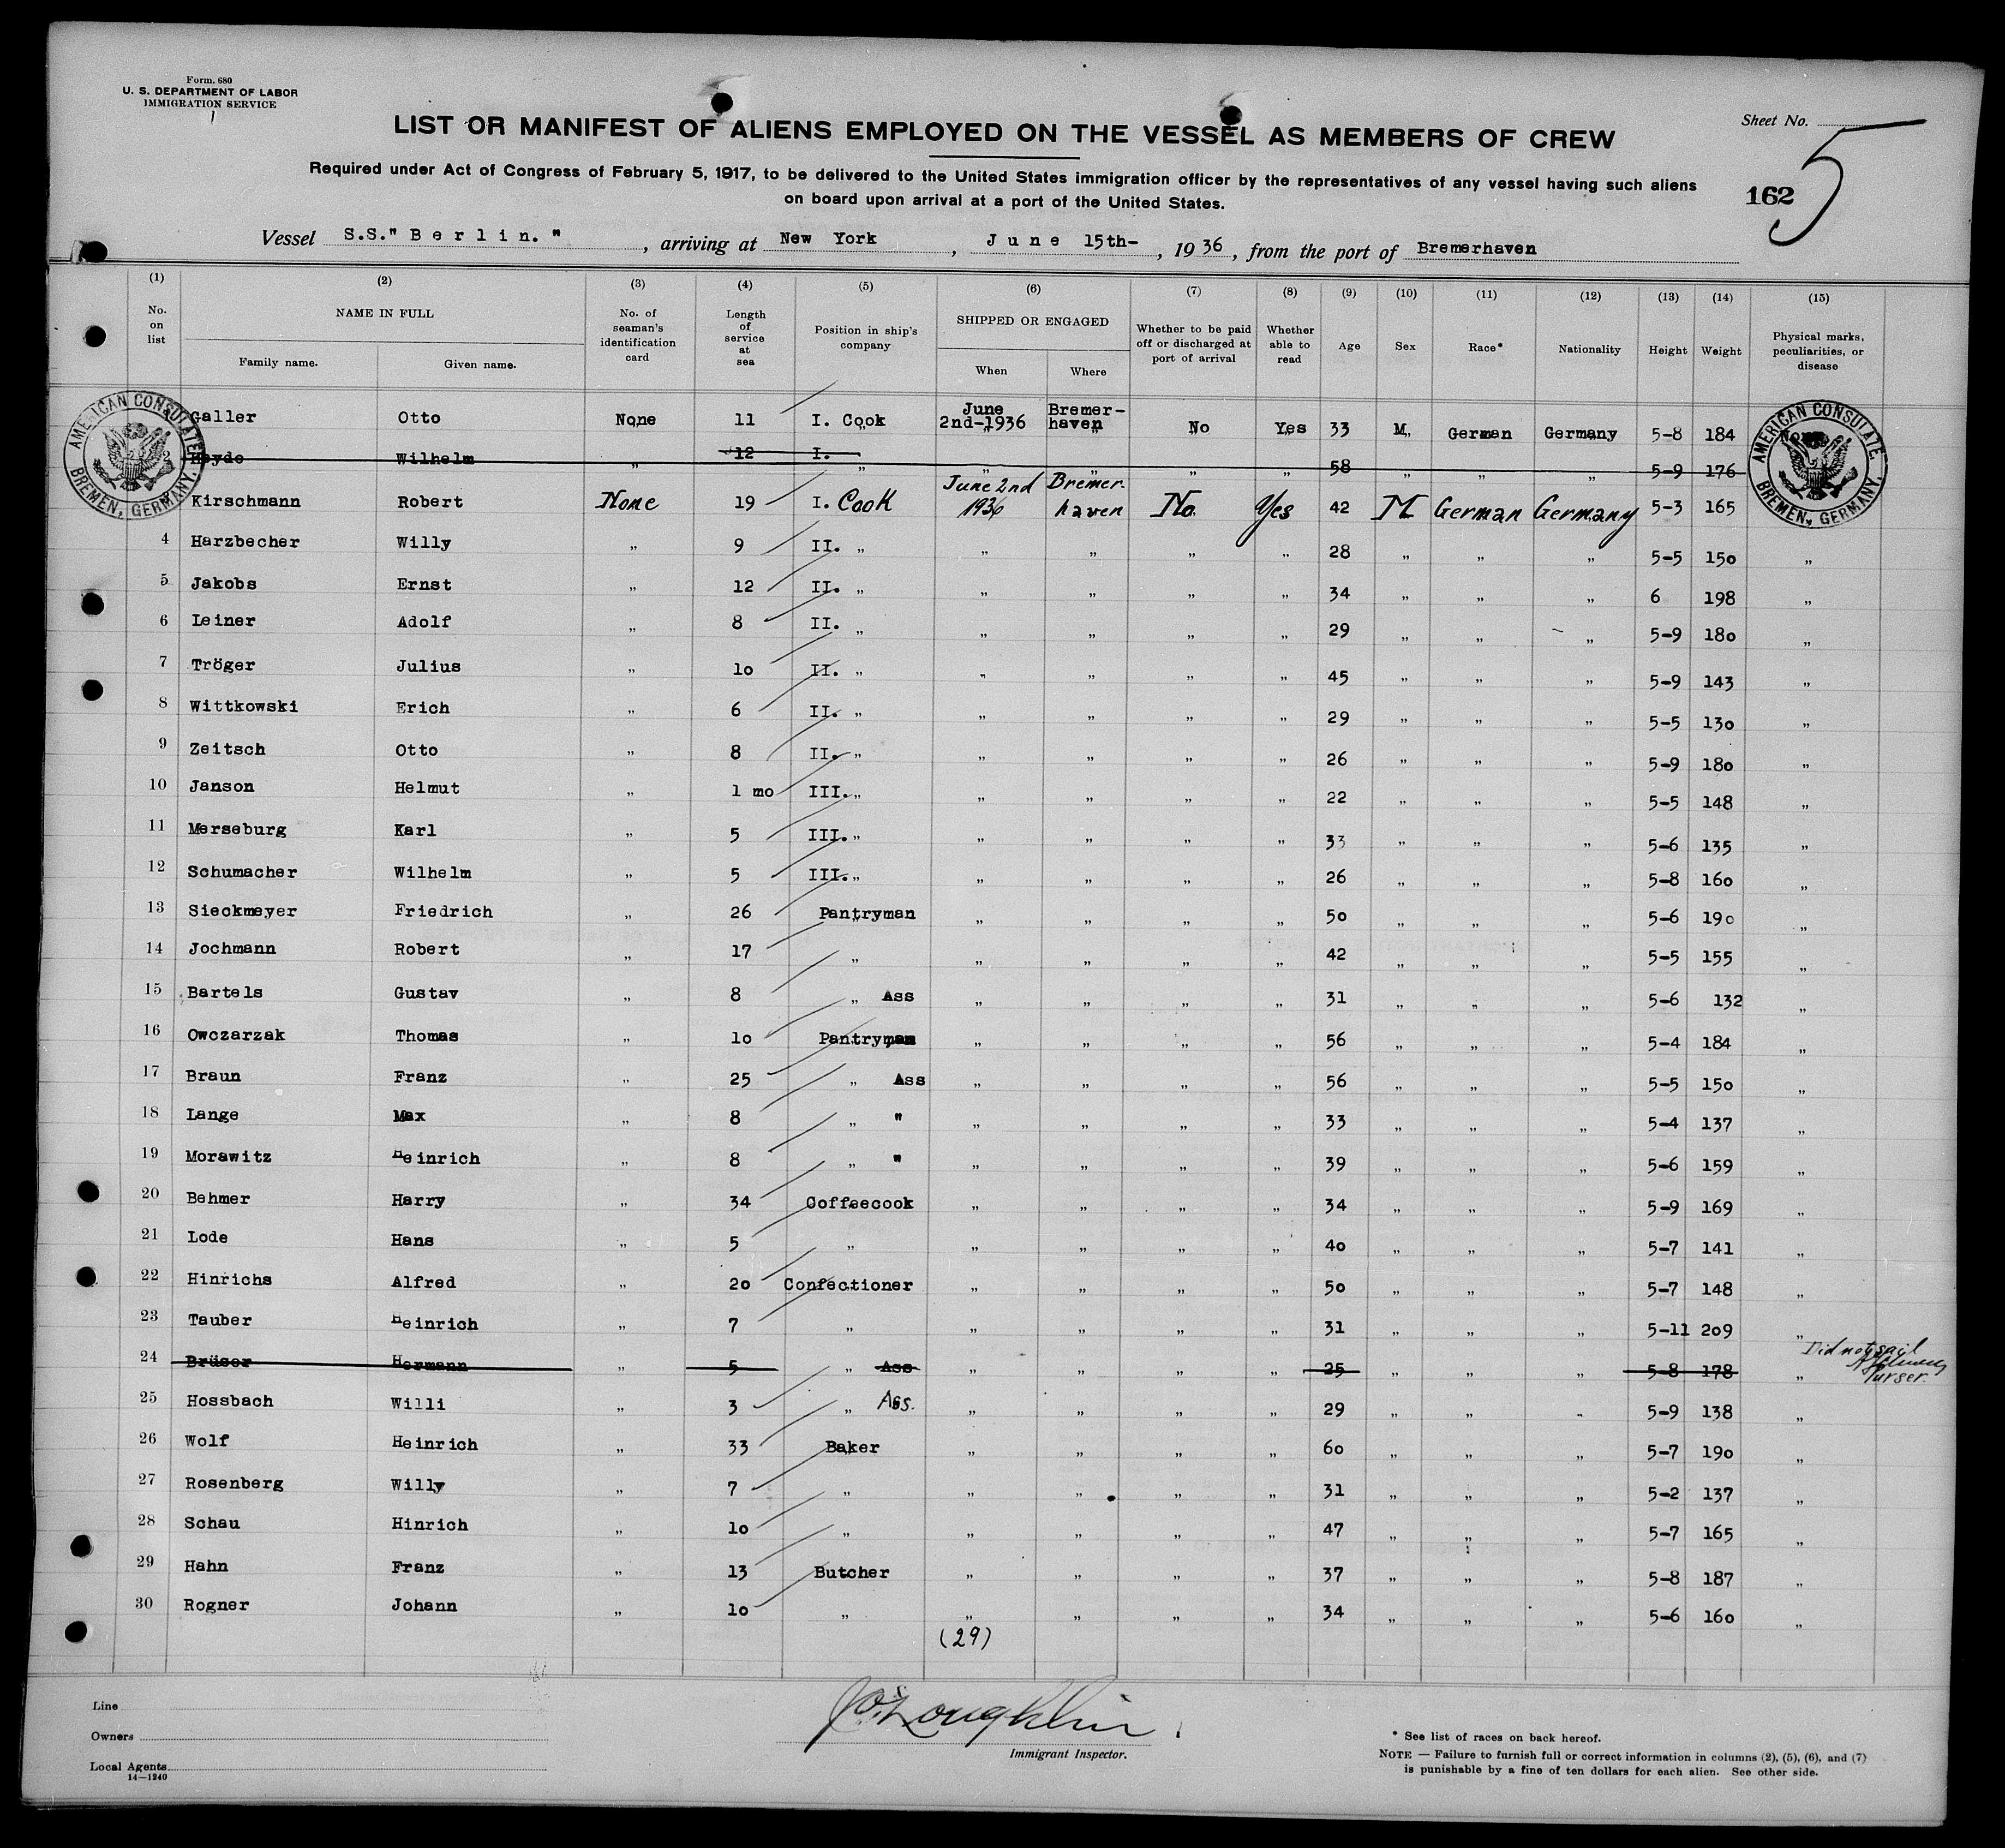 Form. 680
U. S. DEPARTMENT OF LABOR
IMMIGRATION SERVICE
LIST OR MANIFEST OF ALIENS EMPLOYED ON THE VESSEL AS MEMBERS OF CREW
Sheet No. 5
Required under Act of Congress of February 5, 1917, to be delivered to the United States immigration officer by the representatives of any vessel having such aliens
on board upon arrival at a port of the United States.
162
Vessel S.S." B e r l i n. " , arriving at New York , J u n e 15th- , 19 36 , from the port of Bremerhaven
(1) (2) (3) (4) (5) (6) (7) (8) (9) (10) (11) (12) (13) (14) (15)
No. on list NAME IN FULL Family name. Given name. No. of seaman's identification card Length of service at sea Position in ship's company SHIPPED OR ENGAGED When Where Whether to be paid off or discharged at port of arrival Whether able to read Age Sex Race* Nationality Height Weight Physical marks, peculiarities, or disease
AMERICAN CONSULATE BREMEN, GERMANY.
AMERICAN CONSULATE. BREMEN, GERMANY.
Galler Otto None 11 I. Cook June 2nd-1936 Bremer-haven No Yes 33 M. German Germany 5-8 184
2 Heyde Wilhelm " 12 I. " " " " " 58 " " " 5-9 176
Kirschmann Robert None 19 I. Cook June 2nd 1936 Bremerhaven No Yes 42 M German Germany 5-3 165
4 Harzbecher Willy " 9 II. " " " " " 28 " " " 5-5 150 "
5 Jakobs Ernst " 12 II. " " " " " 34 " " " 6 198 "
6 Leiner Adolf " 8 II. " " " " " 29 " " " 5-9 180 "
7 Tröger Julius " 10 II. " " " " " 45 " " " 5-9 143 "
8 Wittkowski Erich " 6 II. " " " " " 29 " " " 5-5 130 "
9 Zeitsch Otto " 8 II. " " " " " 26 " " " 5-9 180 "
10 Janson Helmut " 1 mo III. " " " " " 22 " " " 5-5 148 "
11 Merseburg Karl " 5 III. " " " " " 33 " " " 5-6 135 "
12 Schumacher Wilhelm " 5 III. " " " " " 26 " " " 5-8 160 "
13 Sieckmeyer Friedrich " 26 Pantryman " " " " 50 " " " 5-6 190 "
14 Jochmann Robert " 17 " " " " " 42 " " " 5-5 155 "
15 Bartels Gustav " 8 " Ass " " " " 31 " " " 5-6 132 "
16 Owczarzak Thomas " 10 Pantryman " " " " 56 " " " 5-4 184 "
17 Braun Franz " 25 " Ass " " " " 56 " " " 5-5 150 "
18 Lange Max " 8 " " " " " " 33 " " " 5-4 137 "
19 Morawitz Heinrich " 8 " " " " " " 39 " " " 5-6 159 "
20 Behmer Harry " 34 Coffeecook " " " " 34 " " " 5-9 169 "
21 Lode Hans " 5 " " " " " 40 " " " 5-7 141 "
22 Hinrichs Alfred " 20 Confectioner " " " " 50 " " " 5-7 148 "
23 Tauber Heinrich " 7 " " " " " 31 " " " 5-11 209 "
24 Brüser Hermann " 5 " Ass " " " " 25 " " " 5-8 178 " Did not sail Purser.
25 Hossbach Willi " 3 " Ass. " " " " 29 " " " 5-9 138 "
26 Wolf Heinrich " 33 Baker " " " " 60 " " " 5-7 190 "
27 Rosenberg Willy " 7 " " " " " 31 " " " 5-2 137 "
28 Schau Hinrich " 10 " " " " " 47 " " " 5-7 165 "
29 Hahn Franz " 13 Butcher " " " " 37 " " " 5-8 187 "
30 Rogner Johann " 10 " " " " " 34 " " " 5-6 160 "
(29)
Line
Owners
Local Agents
14—1240
J. O'Loughlin
Immigrant Inspector.
* See list of races on back hereof.
NOTE — Failure to furnish full or correct information in columns (2), (5), (6), and (7)
is punishable by a fine of ten dollars for each alien. See other side.